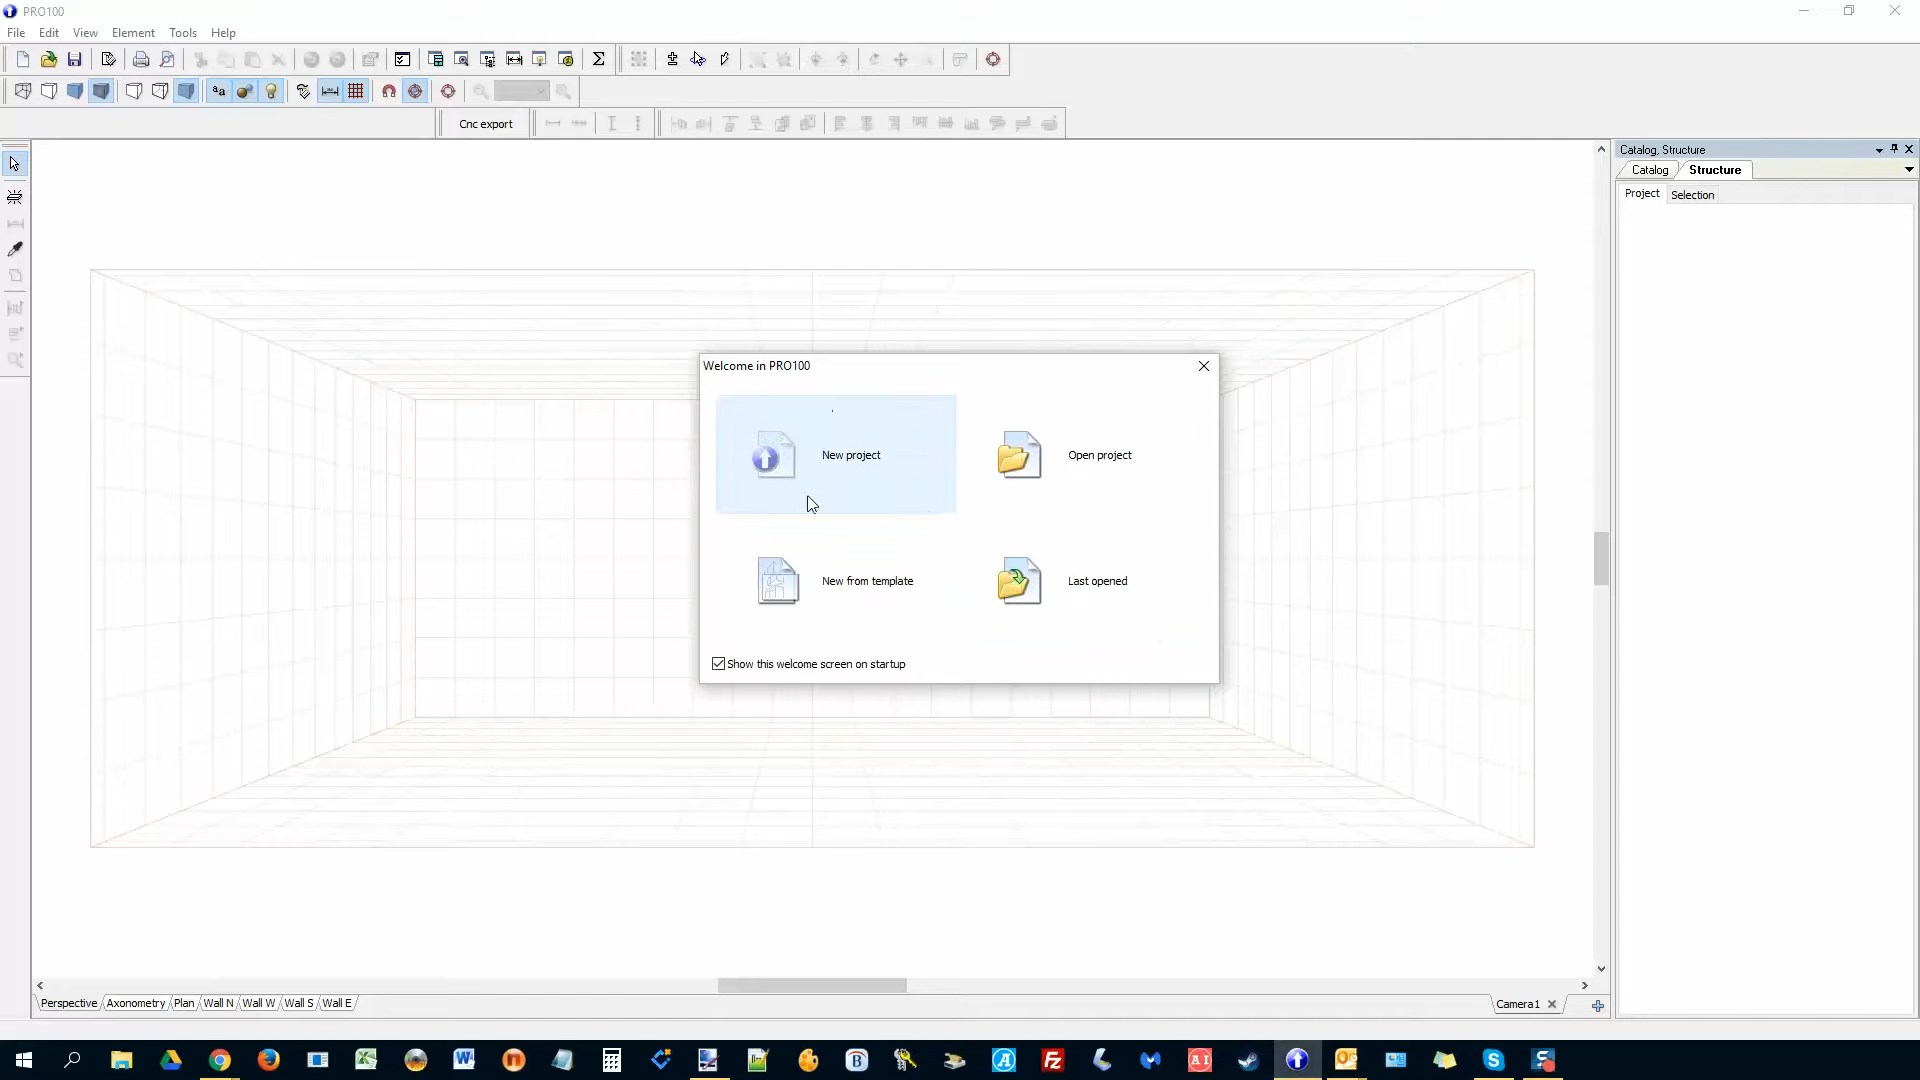 PRO100
File Edit View Element Tools Help
Cnc export
Catalog, Structure
Catalog Structure
Project Selection
Welcome in PRO100
New project
Open project
New from template
Last opened
Show this welcome screen on startup
Perspective Axonometry Plan Wall N Wall W Wall S Wall E
Camera1